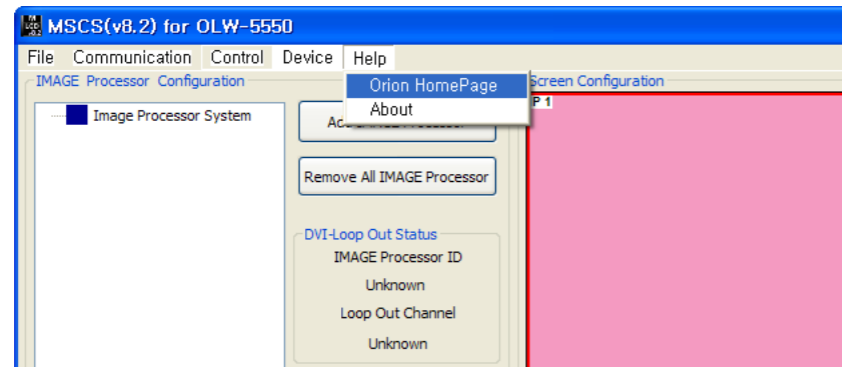 MSCS(v8.2) for OLW-5550
File Communication Control Device Help
IMAGE Processor Configuration
Screen Configuration
Orion HomePage
About
P 1
Image Processor System
Remove All IMAGE Processor
DVI-Loop Out Status
IMAGE Processor ID
Unknown
Loop Out Channel
Unknown